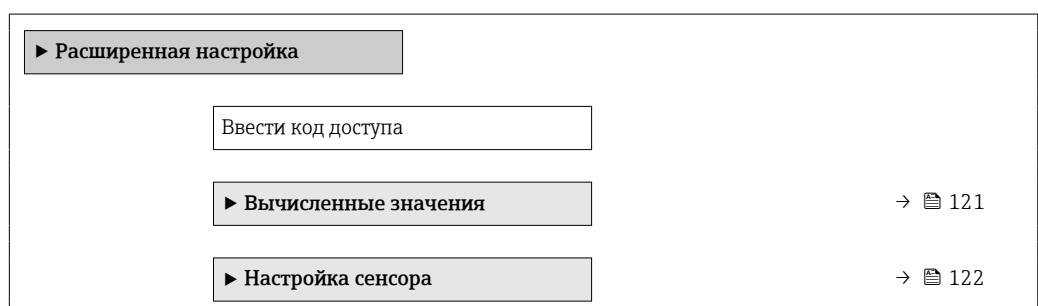 ▶ Расширенная настройка
Ввести код доступа
▶ Вычисленные значения → 121
▶ Настройка сенсора → 122